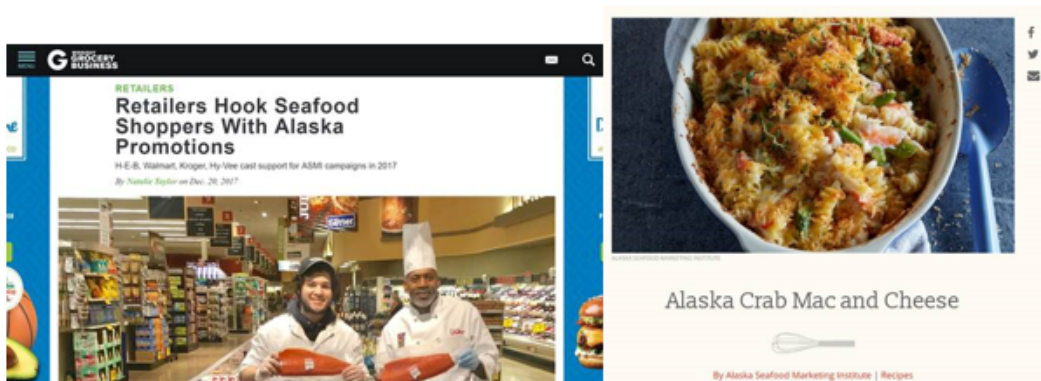 MENU
G
GROCERY
BUSINESS
RETAILERS
Retailers Hook Seafood
Shoppers With Alaska
Promotions
H-E-B, Walmart, Kroger, Hy-Vee cast support for ASMI campaigns in 2017
By Natalie Taylor on Dec. 20, 2017
ALASKA SEAFOOD MARKETING INSTITUTE
Alaska Crab Mac and Cheese
By Alaska Seafood Marketing Institute | Recipes